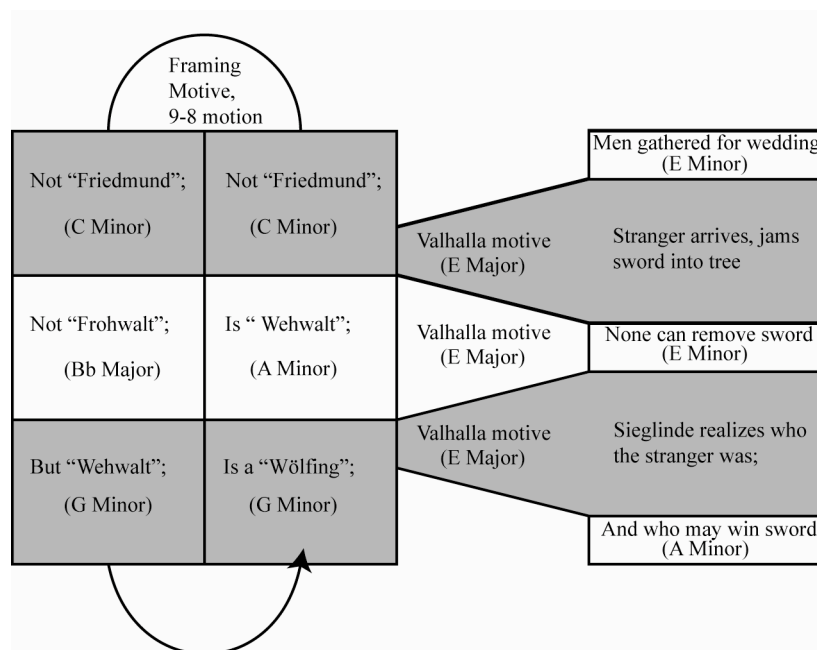 Framing
Motive,
9-8 motion
Not “Friedmund”;
(C Minor)
Not “Friedmund”;
(C Minor)
Not “Frohwalt”;
(Bb Major)
Is “ Wehwalt”;
(A Minor)
But “Wehwalt”;
(G Minor)
Is a “Wölfing”;
(G Minor)
Valhalla motive
(E Major)
Valhalla motive
(E Major)
Valhalla motive
(E Major)
Men gathered for wedding
(E Minor)
Stranger arrives, jams
sword into tree
None can remove sword
(E Minor)
Sieglinde realizes who
the stranger was;
And who may win sword
(A Minor)